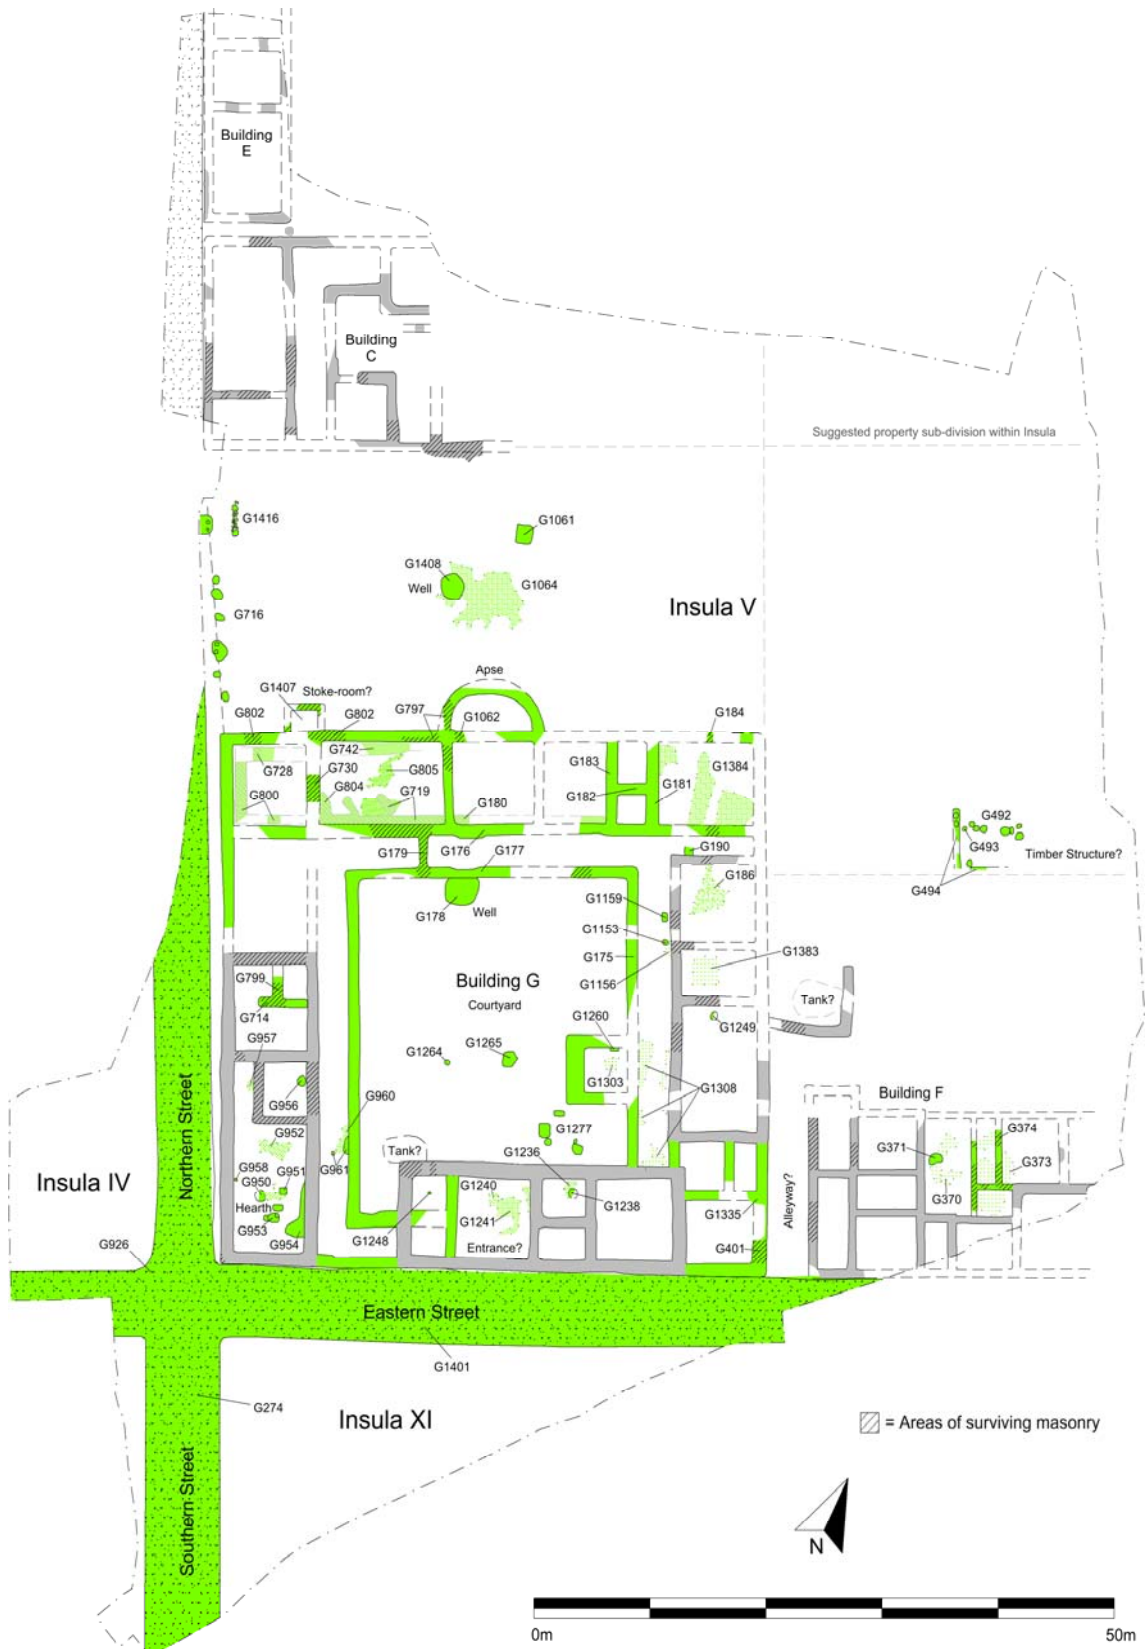 Building
E
Building
C
Suggested property sub-division within Insula
G1416
G1061
G1408
Well
G1064
G716
Insula V
Apse
G1407
Stoke-room?
G802
G802
G797
G1062
G184
G742
G730
G805
G728
G804
G719
G800
G180
G183
G182
G181
G1384
G179
G176
G177
G190
G186
G492
G493
Timber Structure?
G494
G178
Well
G1159
G1153
G175
G1156
G1383
Building G
Courtyard
Tank?
G799
G714
G957
G1260
G1249
G1264
G1265
G1303
G1308
G956
G960
G952
G1277
Building F
G371
G374
G373
G370
Tank?
G1236
G958
G951
G961
G950
G1240
Hearth
G1241
G1238
G1335
G953
G954
G1248
Entrance?
G401
Alleyway?
Insula IV
Northern Street
G926
Eastern Street
G1401
G274
Insula XI
Southern Street
= Areas of surviving masonry
N
0m
50m